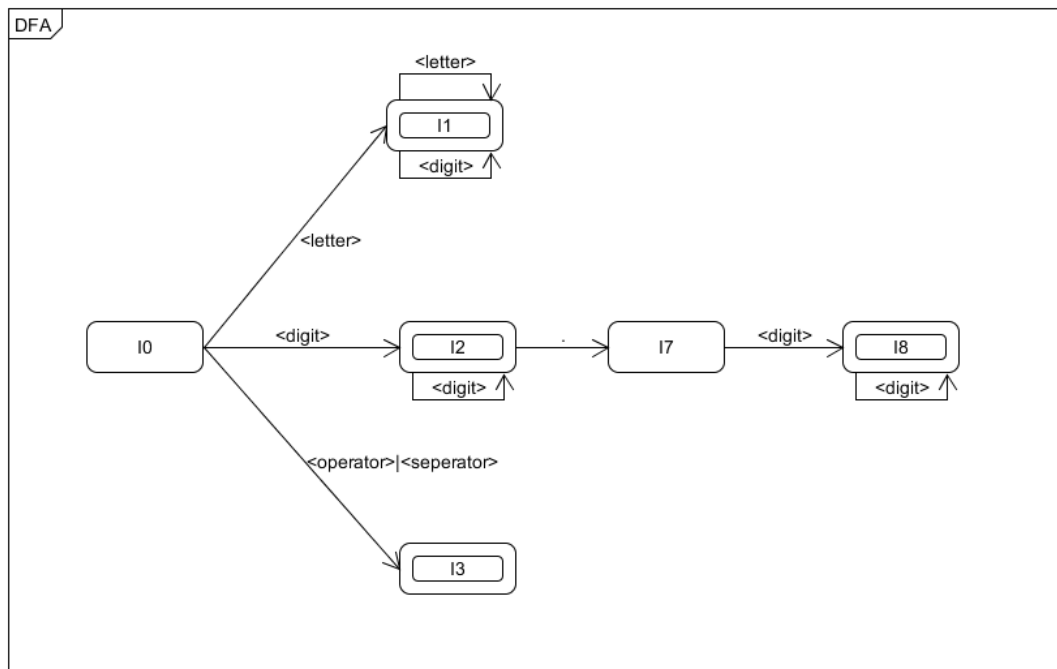 DFA
<letter>
I1
<digit>
<letter>
I0
<digit>
I2
<digit>
.
I7
<digit>
I8
<digit>
<operator>|<seperator>
I3